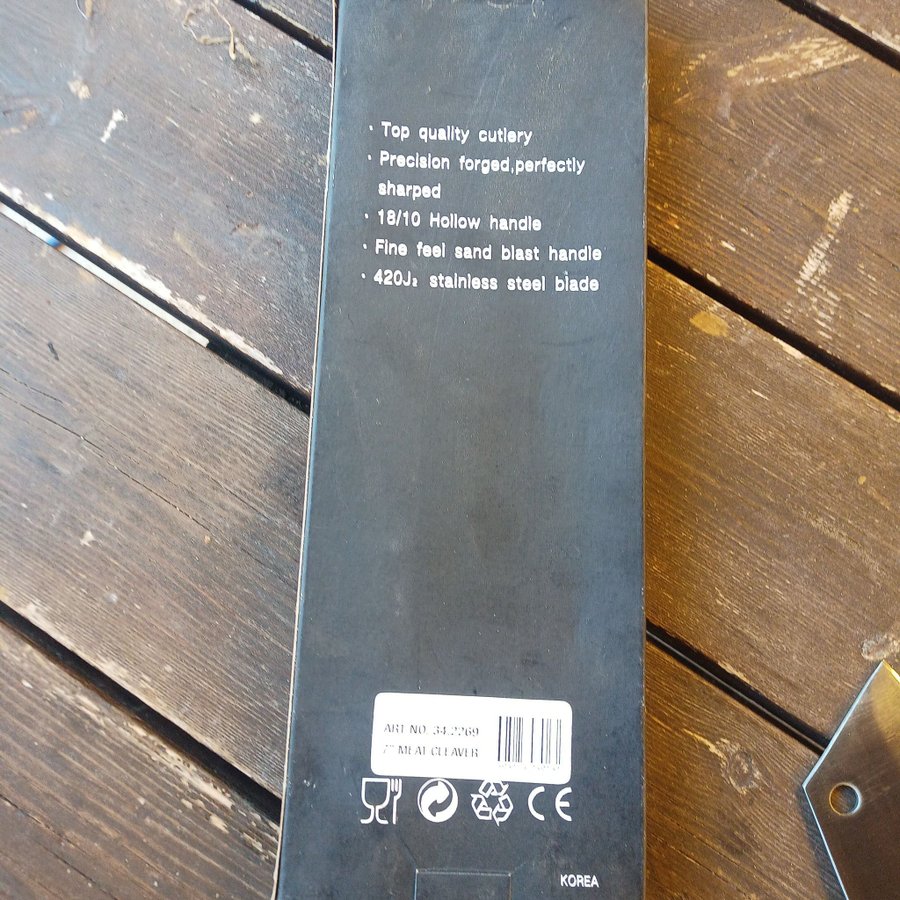 · Top quality cutlery
· Precision forged,perfectly
sharped
· 18/10 Hollow handle
· Fine feel sand blast handle
· 420J₂ stainless steel blade
ART NO. 34.2269
7" MEAT CLEAVER
CE
KOREA